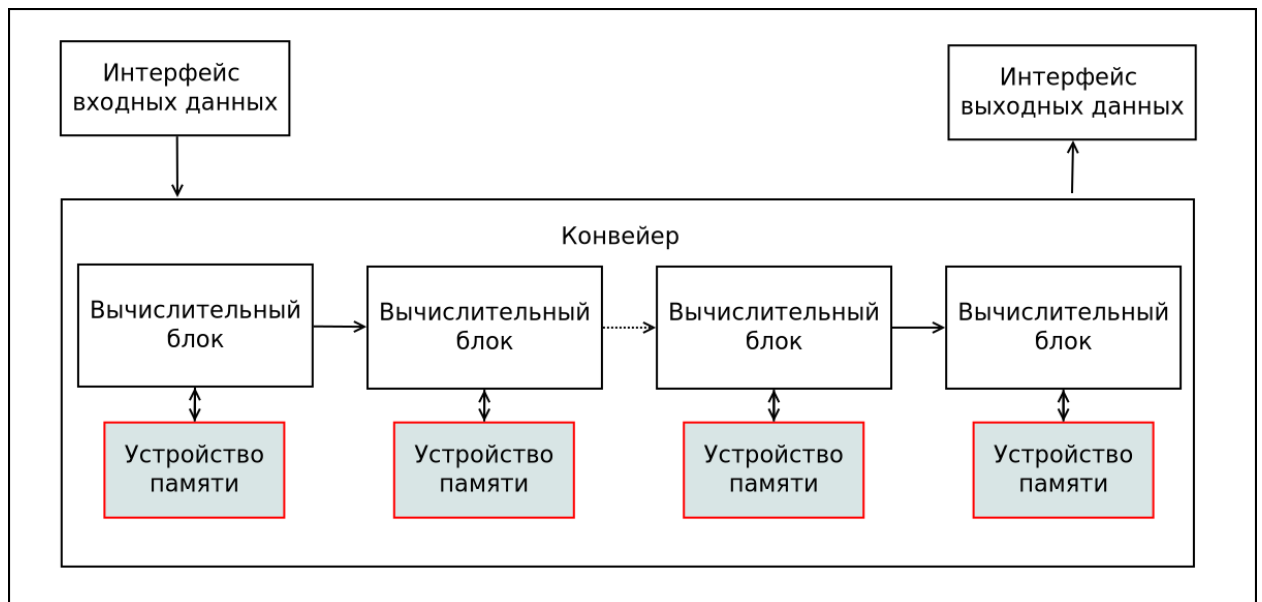 Интерфейс
входных данных
Интерфейс
выходных данных
Конвейер
Вычислительный
блок
Вычислительный
блок
Вычислительный
блок
Вычислительный
блок
Устройство
памяти
Устройство
памяти
Устройство
памяти
Устройство
памяти